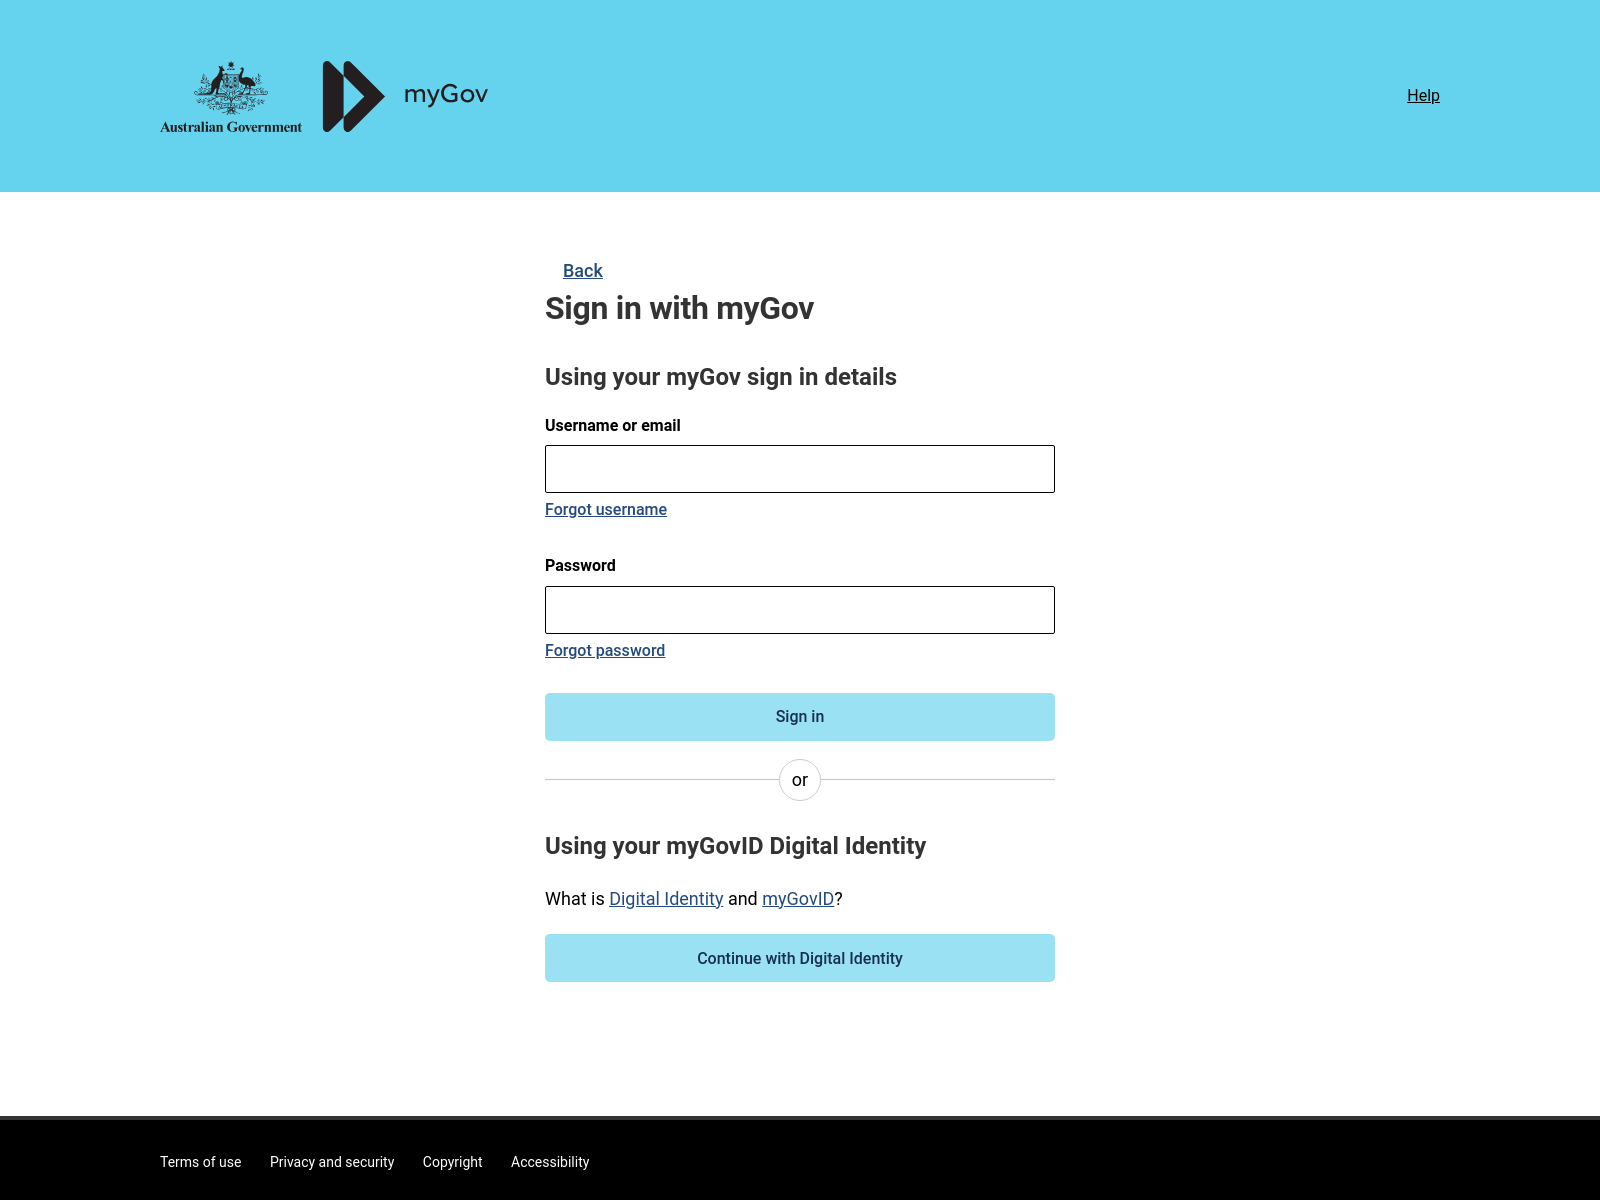 Australian Government
myGov
Help
Back
Sign in with myGov
Using your myGov sign in details
Username or email
Forgot username
Password
Forgot password
Sign in
or
Using your myGovID Digital Identity
What is Digital Identity and myGovID?
Continue with Digital Identity
Terms of use Privacy and security Copyright Accessibility